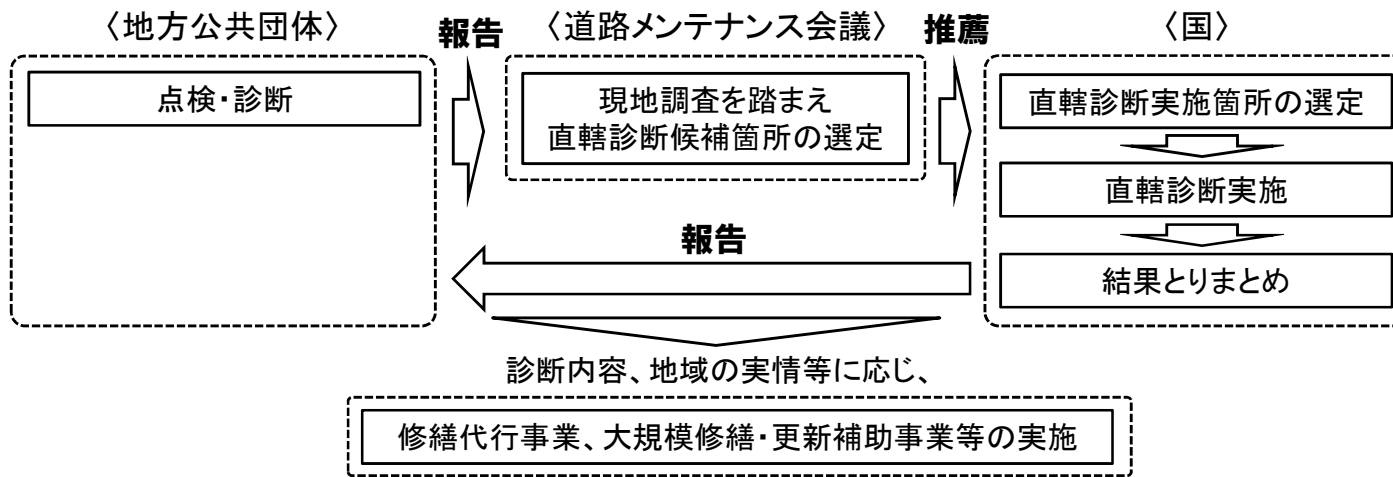 〈地方公共団体〉
報告
〈道路メンテナンス会議〉
推薦
〈国〉
点検・診断
現地調査を踏まえ
直轄診断候補箇所の選定
直轄診断実施箇所の選定
直轄診断実施
報告
結果とりまとめ
診断内容、地域の実情等に応じ、
修繕代行事業、大規模修繕・更新補助事業等の実施